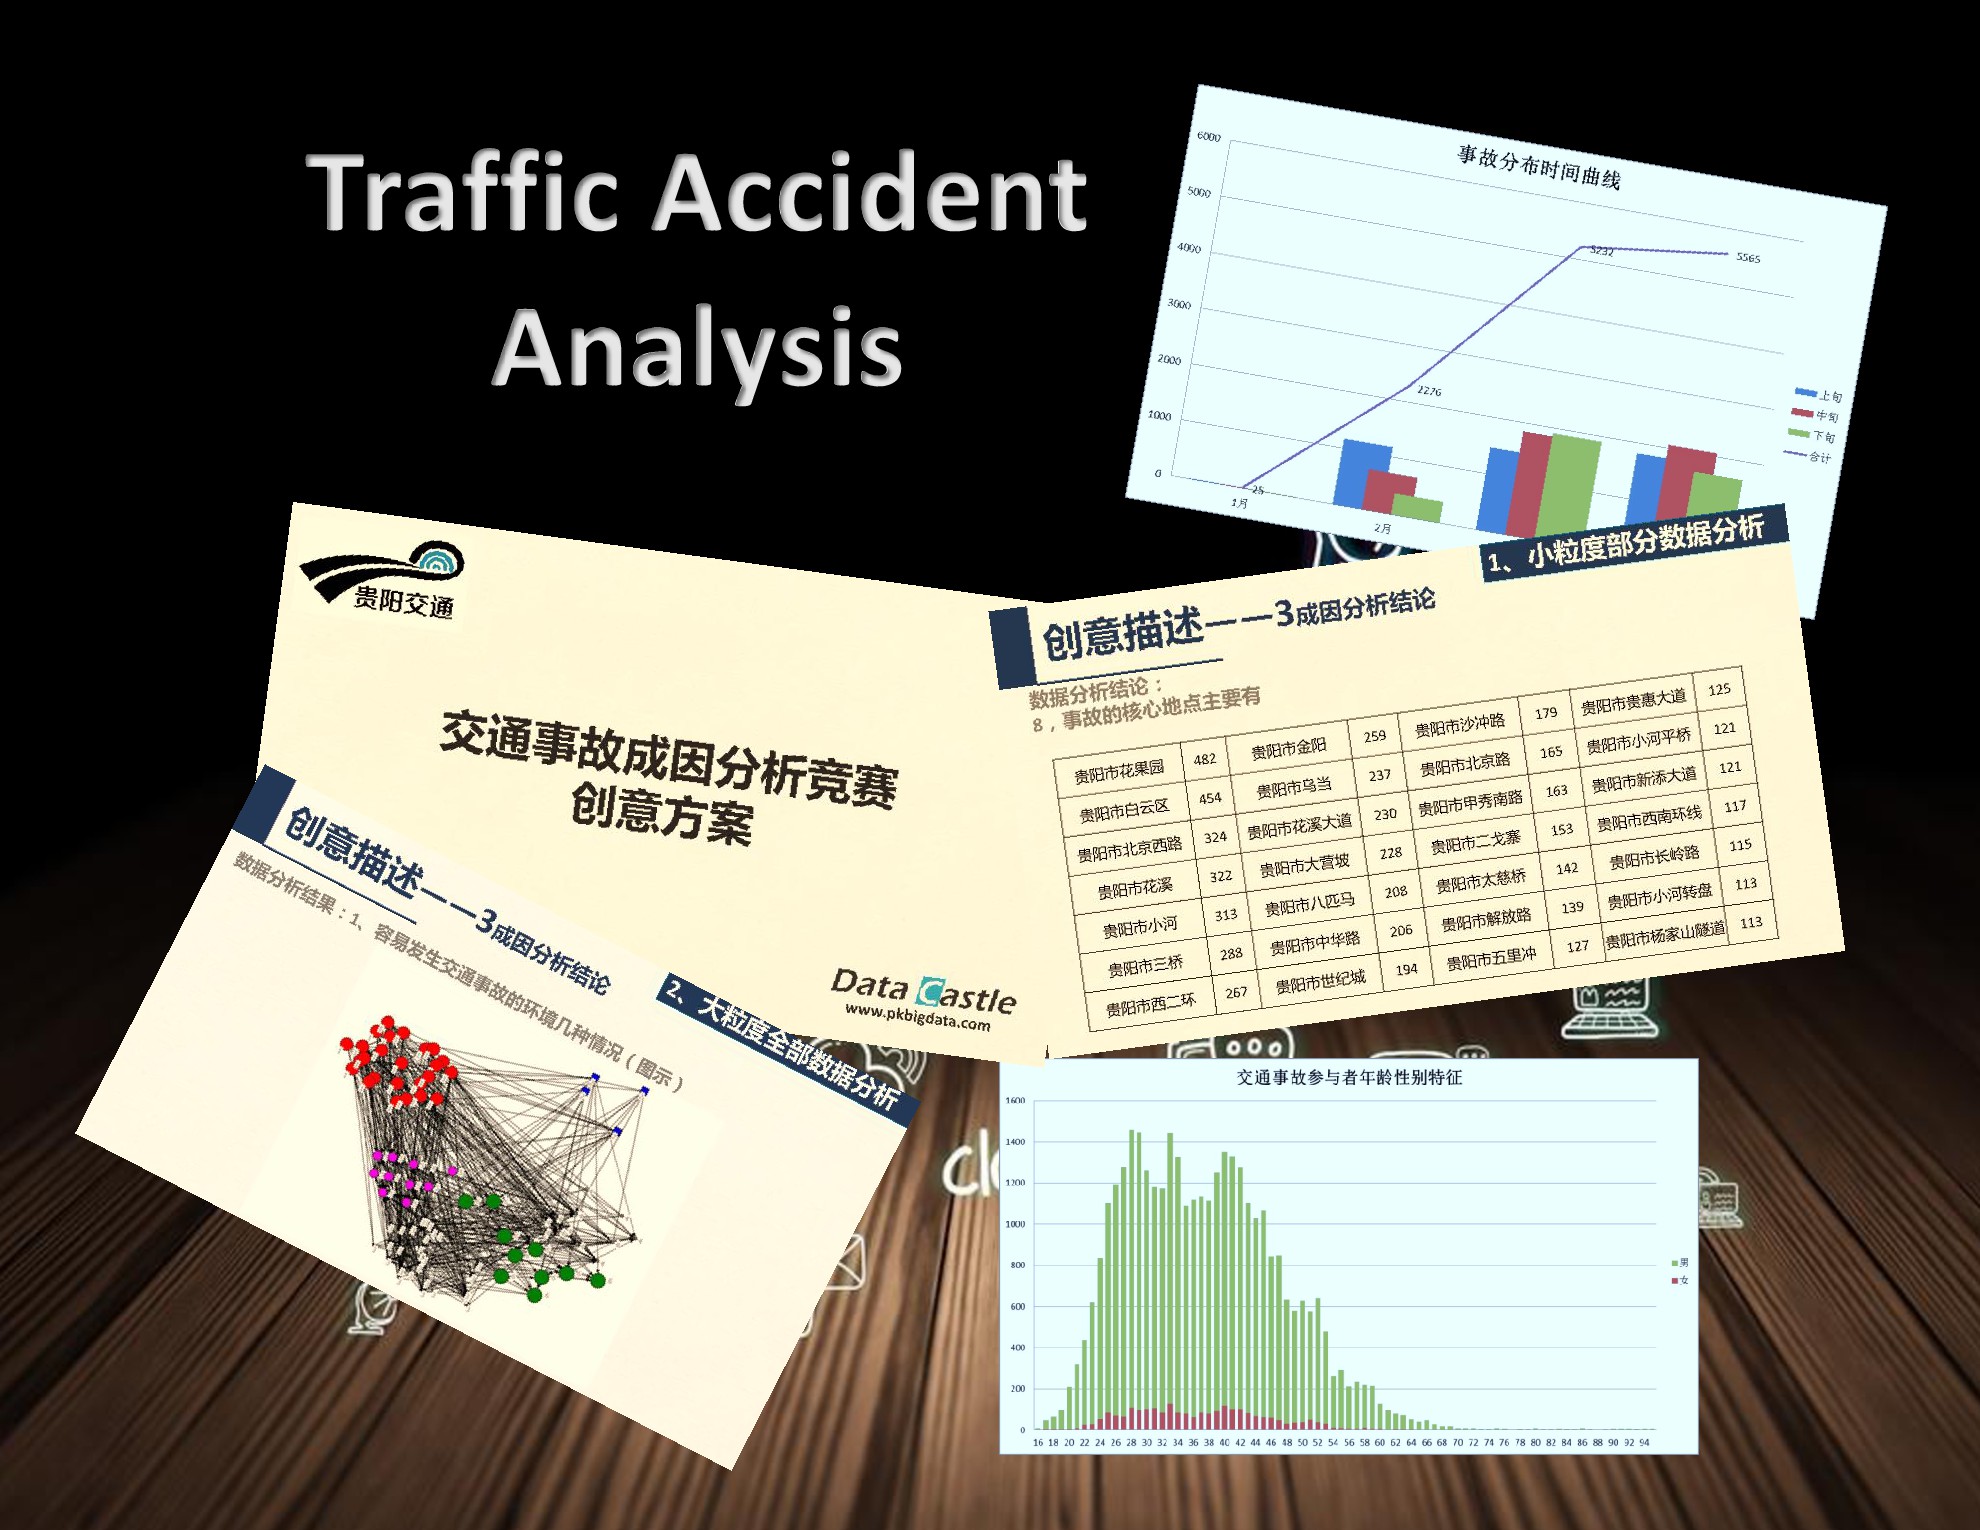 Traffic Accident
Analysis
事故分布时间曲线
6000
5000
4000
3000
2000
1000
0
25
2276
5232
5565
1月
2月
上旬
中旬
下旬
合计
贵阳交通
交通事故成因分析竞赛
创意方案
Data Castle
www.pkbigdata.com
1、小粒度部分数据分析
创意描述——3成因分析结论
数据分析结论：
8，事故的核心地点主要有
贵阳市花果园 482 贵阳市金阳 259 贵阳市沙冲路 179 贵阳市贵惠大道 125
贵阳市白云区 454 贵阳市乌当 237 贵阳市北京路 165 贵阳市小河平桥 121
贵阳市北京西路 324 贵阳市花溪大道 230 贵阳市甲秀南路 163 贵阳市新添大道 121
贵阳市花溪 322 贵阳市大营坡 228 贵阳市二戈寨 153 贵阳市西南环线 117
贵阳市小河 313 贵阳市八匹马 208 贵阳市太慈桥 142 贵阳市长岭路 115
贵阳市三桥 288 贵阳市中华路 206 贵阳市解放路 139 贵阳市小河转盘 113
贵阳市西二环 267 贵阳市世纪城 194 贵阳市五里冲 127 贵阳市杨家山隧道 113
创意描述——3成因分析结论
数据分析结果：1、容易发生交通事故的环境几种情况（图示）
2、大粒度全部数据分析
交通事故参与者年龄性别特征
1600
1400
1200
1000
800
600
400
200
0
16 18 20 22 24 26 28 30 32 34 36 38 40 42 44 46 48 50 52 54 56 58 60 62 64 66 68 70 72 74 76 78 80 82 84 86 88 90 92 94
男
女